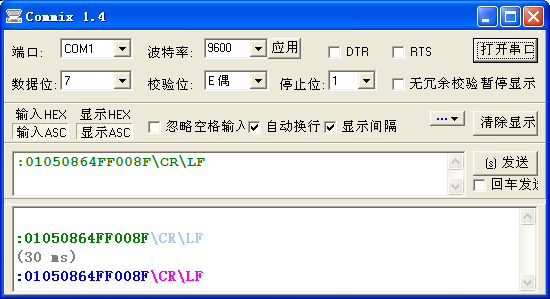 Commix 1.4
端口: COM1 波特率: 9600 应用 DTR RTS 打开串口
数据位: 7 校验位: E 偶 停止位: 1 无冗余校验 暂停显示
输入HEX 显示HEX
输入ASC 显示ASC 忽略空格输入 自动换行 显示间隔 ... 清除显示
:01050864FF008F\CR\LF
(s) 发送
回车发送
:01050864FF008F\CR\LF
(30 ms)
:01050864FF008F\CR\LF